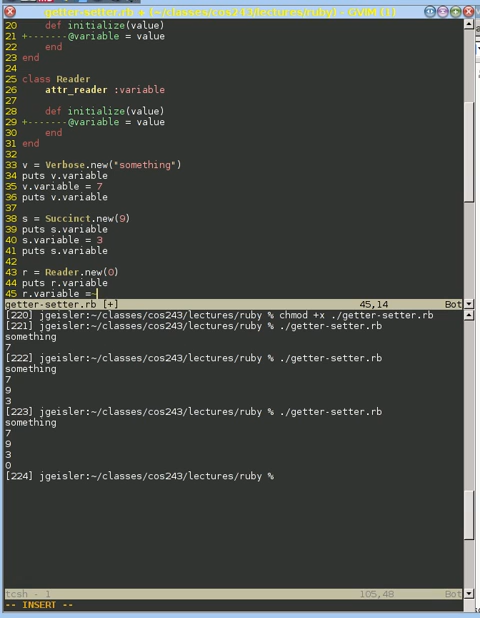 getter-setter.rb + (~/classes/cos243/lectures/ruby) - GVIM (1)
20     def initialize(value)
21 +-------@variable = value
22     end
23 end
24
25 class Reader
26     attr_reader :variable
27
28     def initialize(value)
29 +-------@variable = value
30     end
31 end
32
33 v = Verbose.new("something")
34 puts v.variable
35 v.variable = 7
36 puts v.variable
37
38 s = Succinct.new(9)
39 puts s.variable
40 s.variable = 3
41 puts s.variable
42
43 r = Reader.new(0)
44 puts r.variable
45 r.variable =~
getter-setter.rb [+] 45,14 Bot
[220] jgeisler:~/classes/cos243/lectures/ruby % chmod +x ./getter-setter.rb
[221] jgeisler:~/classes/cos243/lectures/ruby % ./getter-setter.rb
something
7
[222] jgeisler:~/classes/cos243/lectures/ruby % ./getter-setter.rb
something
7
9
3
[223] jgeisler:~/classes/cos243/lectures/ruby % ./getter-setter.rb
something
7
9
3
0
[224] jgeisler:~/classes/cos243/lectures/ruby %
tcsh - 1 105,48 Bot
-- INSERT --